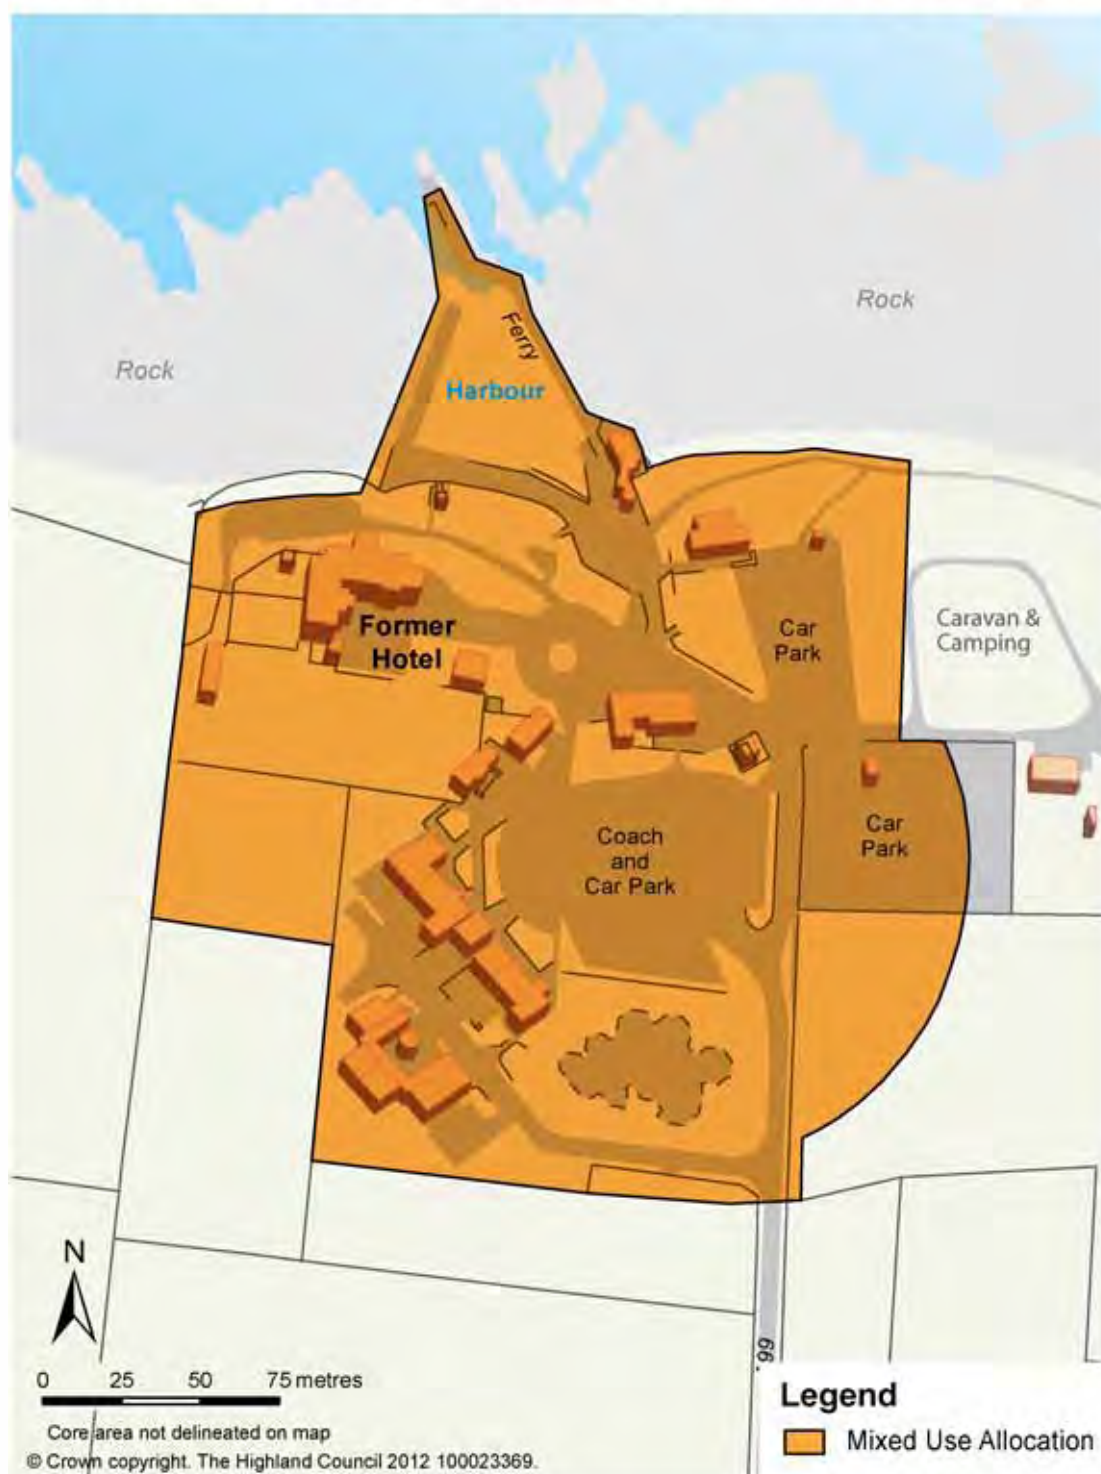 Rock
Rock
Ferry
Harbour
Former
Hotel
Car
Park
Caravan &
Camping
Coach
and
Car Park
Car
Park
N
0 25 50 75 metres
Core area not delineated on map
© Crown copyright. The Highland Council 2012 100023369.
99
Legend
Mixed Use Allocation